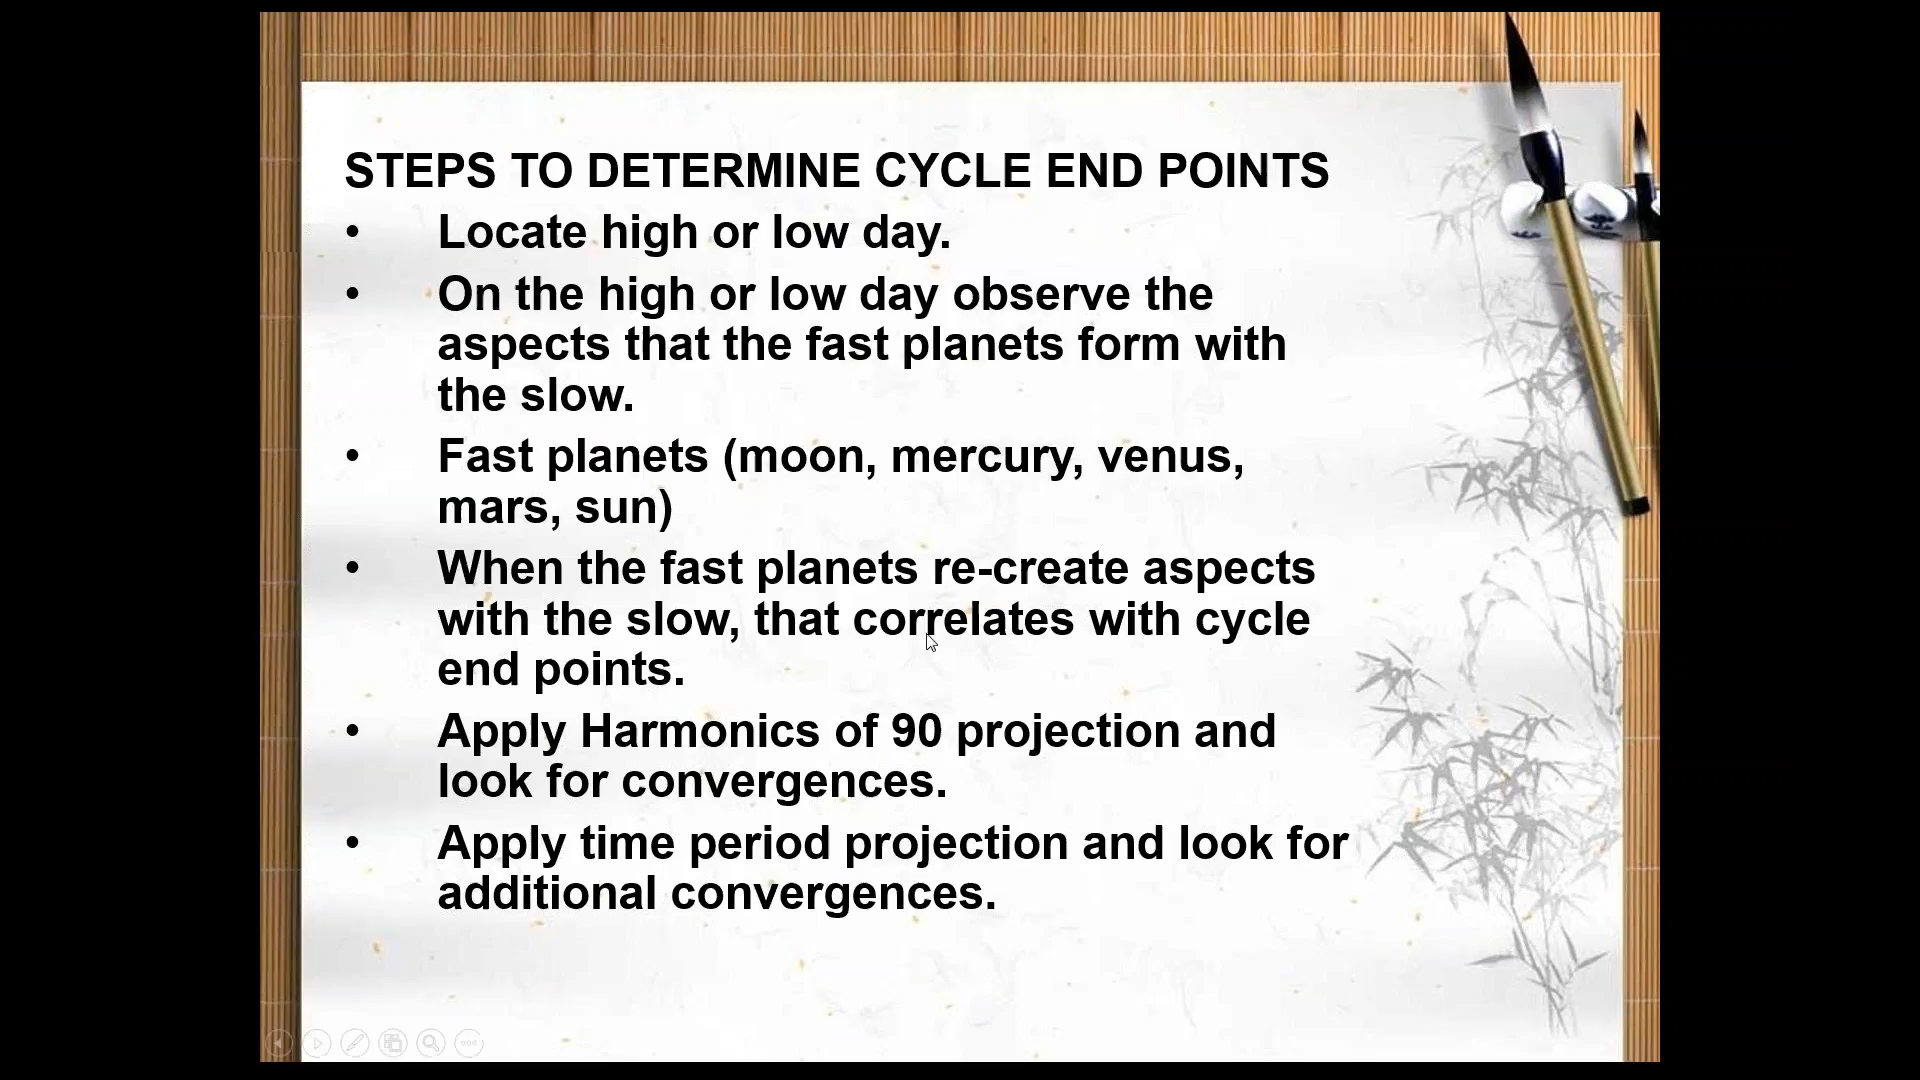 STEPS TO DETERMINE CYCLE END POINTS
• Locate high or low day.
• On the high or low day observe the
aspects that the fast planets form with
the slow.
• Fast planets (moon, mercury, venus,
mars, sun)
• When the fast planets re-create aspects
with the slow, that correlates with cycle
end points.
• Apply Harmonics of 90 projection and
look for convergences.
• Apply time period projection and look for
additional convergences.